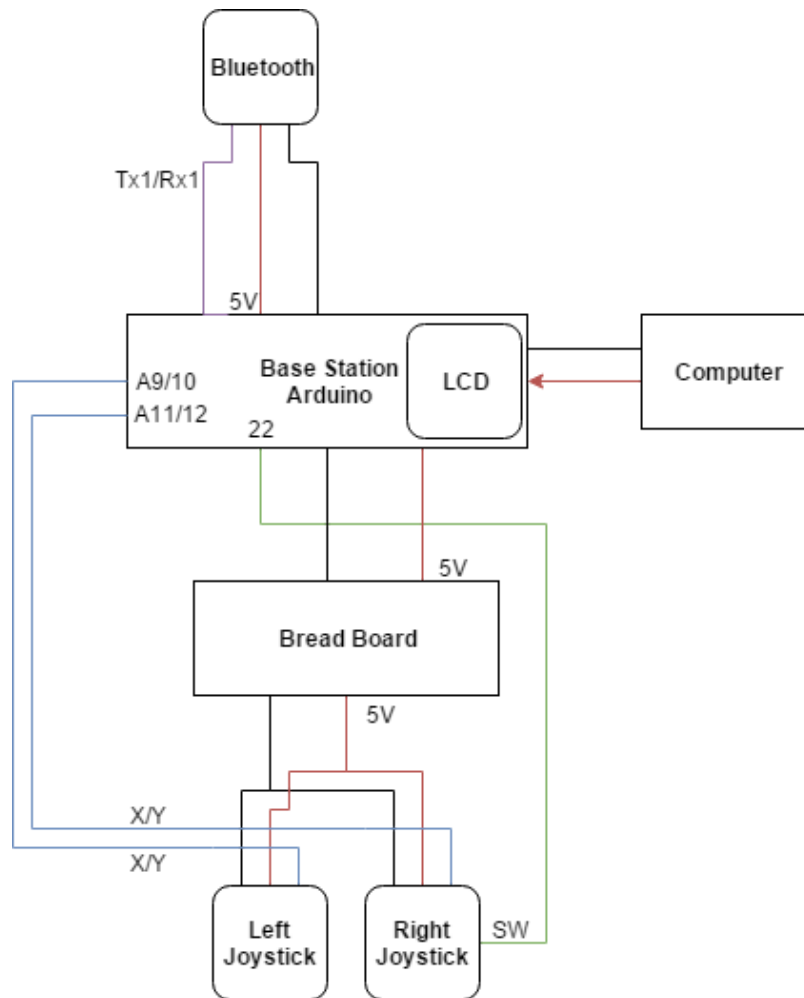 Bluetooth
Tx1/Rx1
5V
A9/10
Base Station
Arduino
LCD
Computer
A11/12
22
5V
Bread Board
5V
X/Y
X/Y
Left
Joystick
Right
Joystick
SW